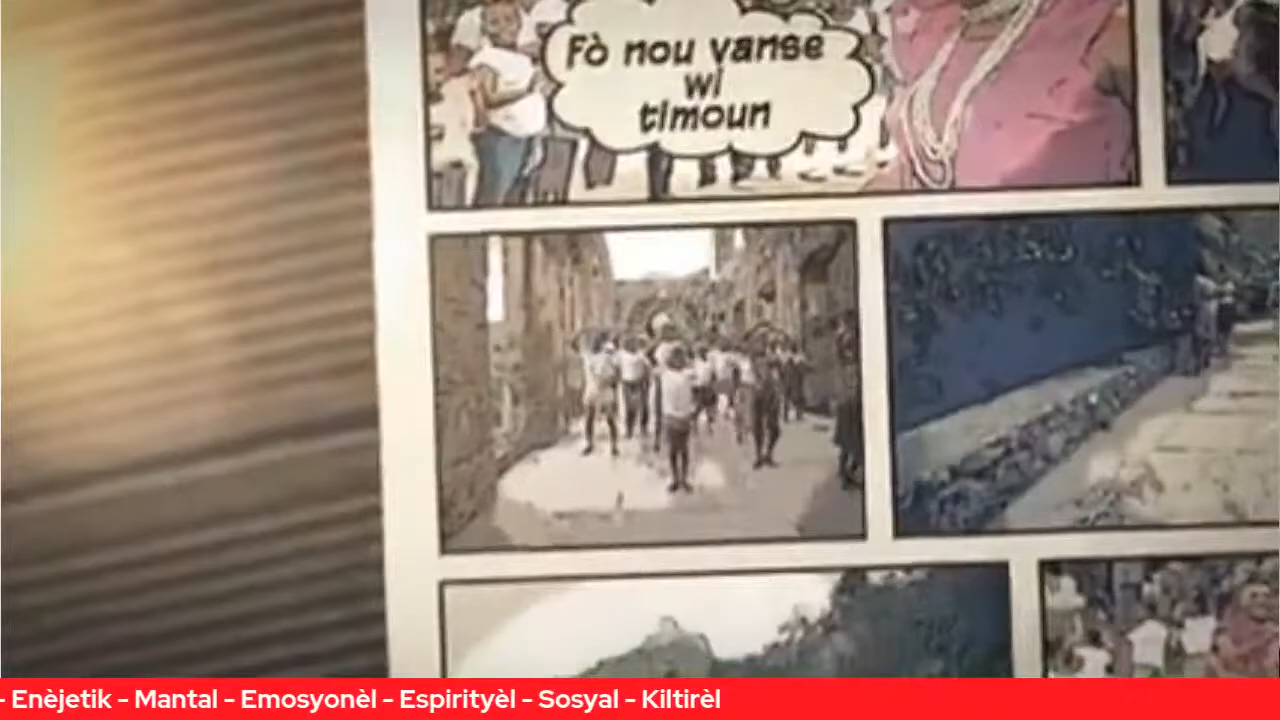 Fò nou vanse
wi
timoun
- Enèjetik - Mantal - Emosyonèl - Espirityèl - Sosyal - Kiltirèl